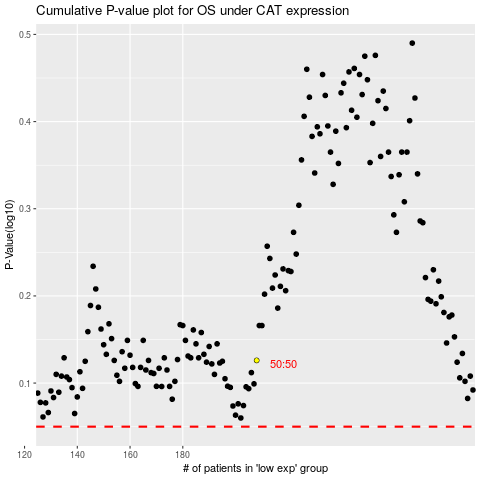 Cumulative P-value plot for OS under CAT expression
0.5
0.4
0.3
0.2
0.1
P-Value(log10)
50:50
120 140 160 180
# of patients in 'low exp' group